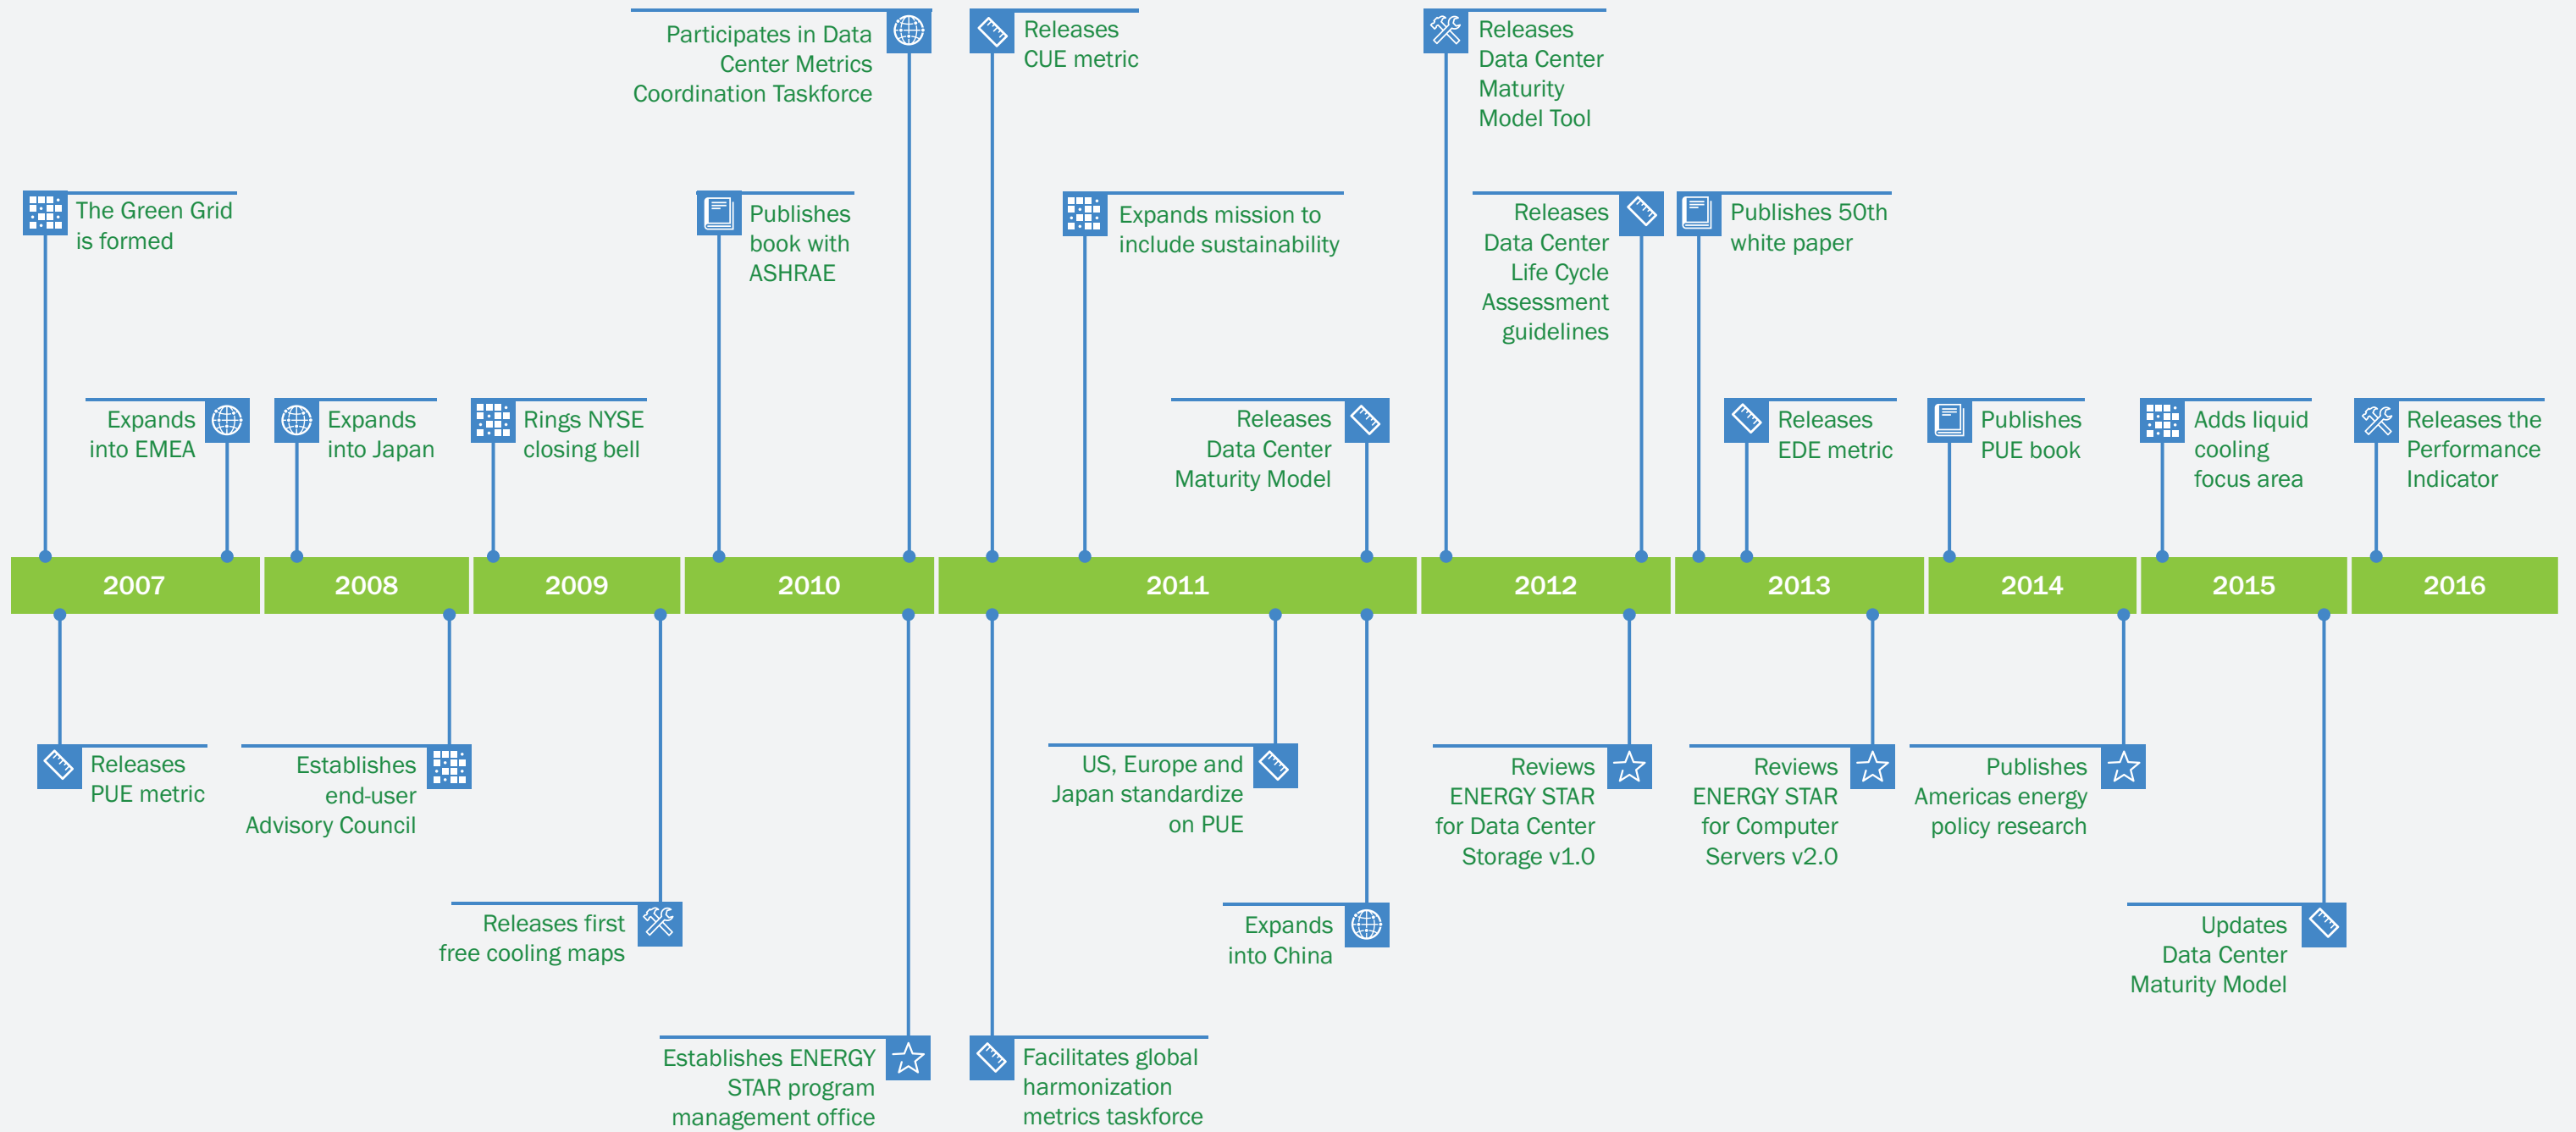 Participates in Data
Center Metrics
Coordination Taskforce
Releases
CUE metric
Releases
Data Center
Maturity
Model Tool
The Green Grid
is formed
Publishes
book with
ASHRAE
Expands mission to
include sustainability
Releases
Data Center
Life Cycle
Assessment
guidelines
Publishes 50th
white paper
Expands
into EMEA
Expands
into Japan
Rings NYSE
closing bell
Releases
Data Center
Maturity Model
Releases
EDE metric
Publishes
PUE book
Adds liquid
cooling
focus area
Releases the
Performance
Indicator
2007
2008
2009
2010
2011
2012
2013
2014
2015
2016
Releases
PUE metric
Establishes
end-user
Advisory Council
US, Europe and
Japan standardize
on PUE
Reviews
ENERGY STAR
for Data Center
Storage v1.0
Reviews
ENERGY STAR
for Computer
Servers v2.0
Publishes
Americas energy
policy research
Releases first
free cooling maps
Expands
into China
Updates
Data Center
Maturity Model
Establishes ENERGY
STAR program
management office
Facilitates global
harmonization
metrics taskforce